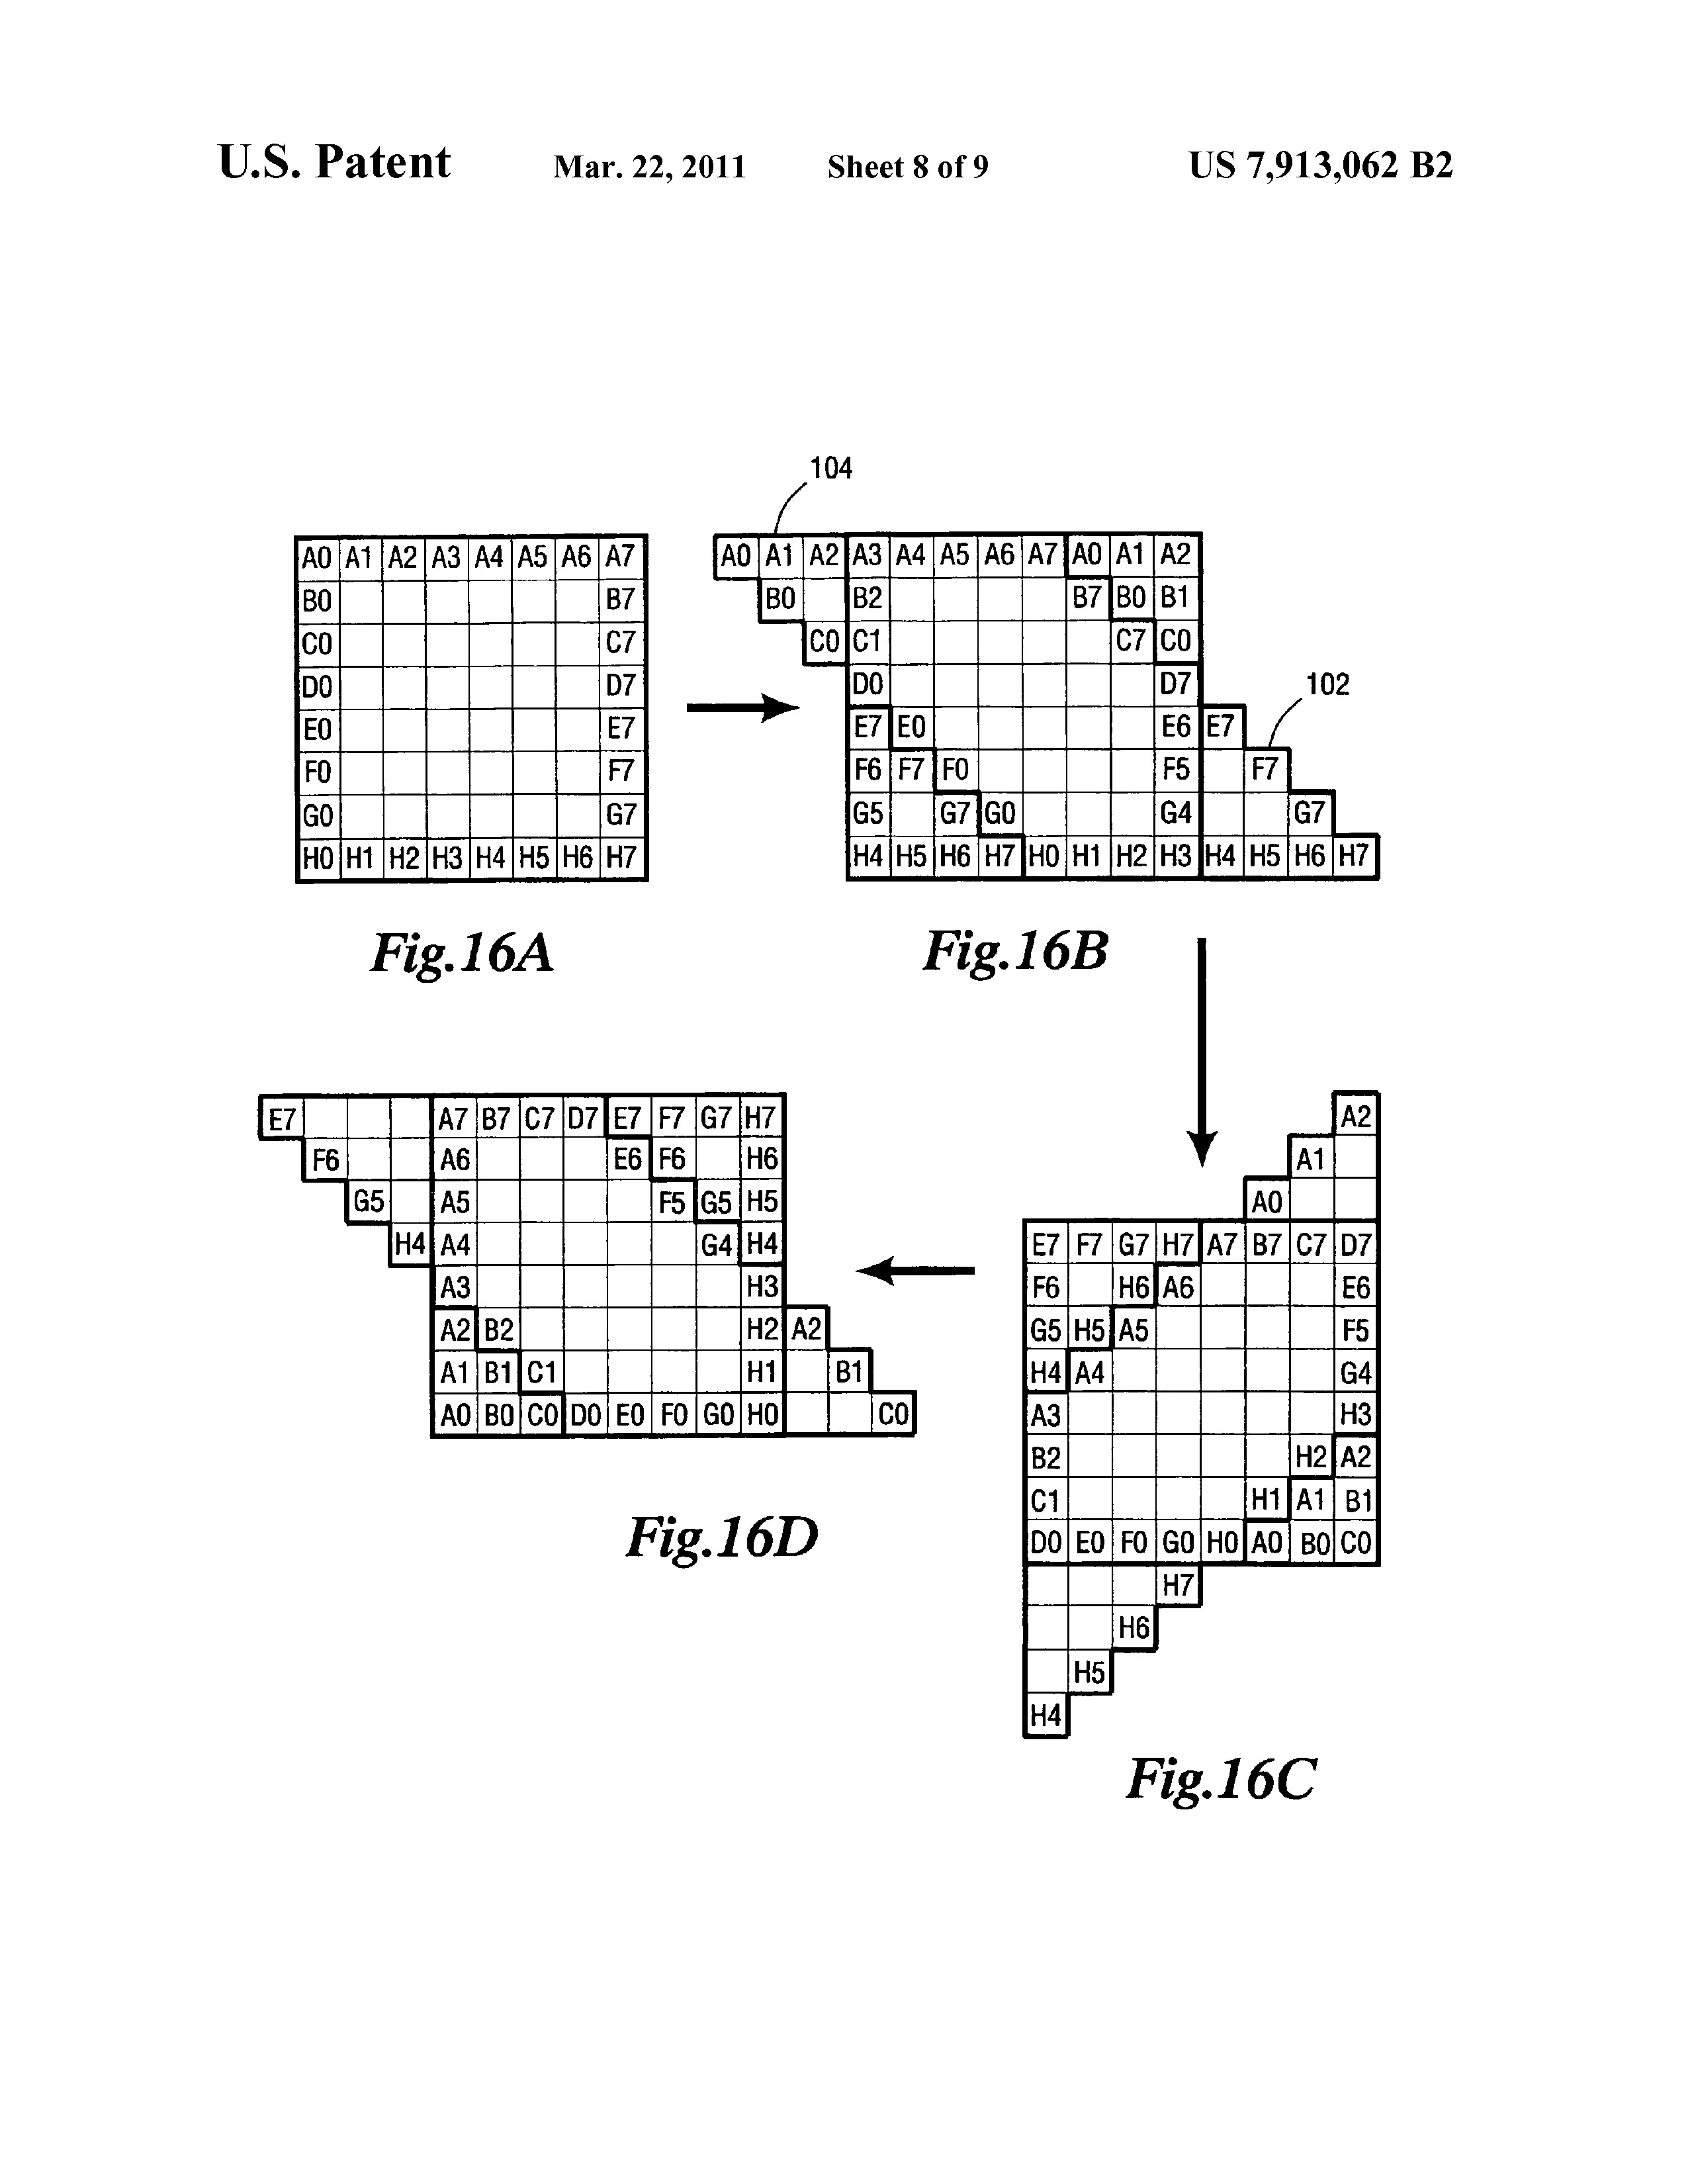 U.S. Patent Mar. 22, 2011 Sheet 8 of 9 US 7,913,062 B2
A0 A1 A2 A3 A4 A5 A6 A7
B0 B7
C0 C7
D0 D7
E0 E7
F0 F7
G0 G7
H0 H1 H2 H3 H4 H5 H6 H7
Fig.16A
104
A0 A1 A2 A3 A4 A5 A6 A7 A0 A1 A2
B0 B2 B7 B0 B1
C0 C1 C7 C0
D0 D7
102
E7 E0 E6 E7
F6 F7 F0 F5 F7
G5 G7 G0 G4 G7
H4 H5 H6 H7 H0 H1 H2 H3 H4 H5 H6 H7
Fig.16B
E7 A7 B7 C7 D7 E7 F7 G7 H7
F6 A6 E6 F6 H6
G5 A5 F5 G5 H5
H4 A4 G4 H4
A3 H3
A2 B2 H2 A2
A1 B1 C1 H1 B1
A0 B0 C0 D0 E0 F0 G0 H0 C0
Fig.16D
A2
A1
A0
E7 F7 G7 H7 A7 B7 C7 D7
F6 H6 A6 E6
G5 H5 A5 F5
H4 A4 G4
A3 H3
B2 H2 A2
C1 H1 A1 B1
D0 E0 F0 G0 H0 A0 B0 C0
H7
H6
H5
H4
Fig.16C